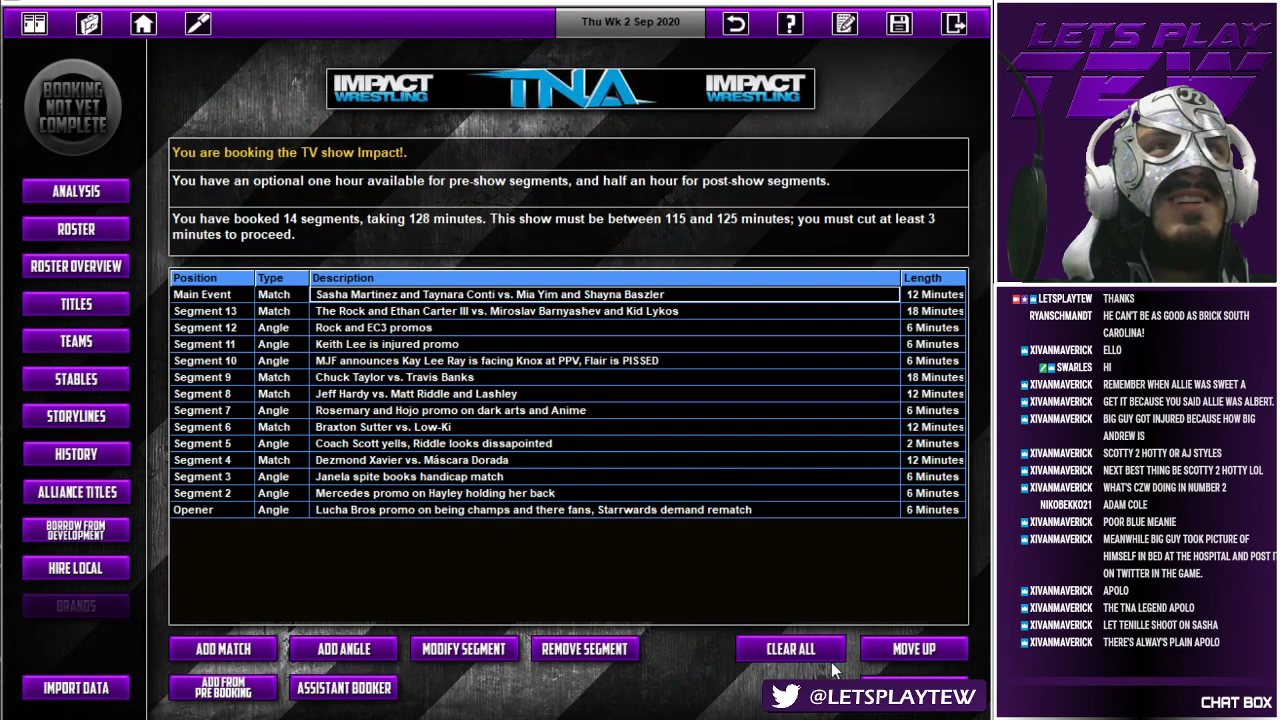 Thu Wk 2 Sep 2020
LETS PLAY
TEW
BOOKING
NOT YET
COMPLETE
IMPACT
WRESTLING
TNA
IMPACT
WRESTLING
You are booking the TV show Impact!.
You have an optional one hour available for pre-show segments, and half an hour for post-show segments.
You have booked 14 segments, taking 128 minutes. This show must be between 115 and 125 minutes; you must cut at least 3
minutes to proceed.
ANALYSIS
ROSTER
ROSTER OVERVIEW
TITLES
TEAMS
STABLES
STORYLINES
HISTORY
ALLIANCE TITLES
BORROW FROM
DEVELOPMENT
HIRE LOCAL
BRANDS
IMPORT DATA
Position Type Description Length
Main Event Match Sasha Martinez and Taynara Conti vs. Mia Yim and Shayna Baszler 12 Minutes
Segment 13 Match The Rock and Ethan Carter III vs. Miroslav Barnyashev and Kid Lykos 18 Minutes
Segment 12 Angle Rock and EC3 promos 6 Minutes
Segment 11 Angle Keith Lee is injured promo 6 Minutes
Segment 10 Angle MJF announces Kay Lee Ray is facing Knox at PPV, Flair is PISSED 6 Minutes
Segment 9 Match Chuck Taylor vs. Travis Banks 18 Minutes
Segment 8 Match Jeff Hardy vs. Matt Riddle and Lashley 12 Minutes
Segment 7 Angle Rosemary and Hojo promo on dark arts and Anime 6 Minutes
Segment 6 Match Braxton Sutter vs. Low-Ki 12 Minutes
Segment 5 Angle Coach Scott yells, Riddle looks dissapointed 2 Minutes
Segment 4 Match Dezmond Xavier vs. Máscara Dorada 12 Minutes
Segment 3 Angle Janela spite books handicap match 6 Minutes
Segment 2 Angle Mercedes promo on Hayley holding her back 6 Minutes
Opener Angle Lucha Bros promo on being champs and there fans, Starrwards demand rematch 6 Minutes
ADD MATCH
ADD ANGLE
MODIFY SEGMENT
REMOVE SEGMENT
CLEAR ALL
MOVE UP
ADD FROM
PRE BOOKING
ASSISTANT BOOKER
@LETSPLAYTEW
LETSPLAYTEW THANKS
RYANSCHMANDT HE CAN'T BE AS GOOD AS BRICK SOUTH
CAROLINA!
XIVANMAVERICK ELLO
SWARLES HI
XIVANMAVERICK REMEMBER WHEN ALLIE WAS SWEET A
XIVANMAVERICK GET IT BECAUSE YOU SAID ALLIE WAS ALBERT.
XIVANMAVERICK BIG GUY GOT INJURED BECAUSE HOW BIG
ANDREW IS
XIVANMAVERICK SCOTTY 2 HOTTY OR AJ STYLES
XIVANMAVERICK NEXT BEST THING BE SCOTTY 2 HOTTY LOL
XIVANMAVERICK WHAT'S CZW DOING IN NUMBER 2
NIKOBEKKO21 ADAM COLE
XIVANMAVERICK POOR BLUE MEANIE
XIVANMAVERICK MEANWHILE BIG GUY TOOK PICTURE OF
HIMSELF IN BED AT THE HOSPITAL AND POST IT
ON TWITTER IN THE GAME.
XIVANMAVERICK APOLO
XIVANMAVERICK THE TNA LEGEND APOLO
XIVANMAVERICK LET TENILLE SHOOT ON SASHA
XIVANMAVERICK THERE'S ALWAY'S PLAIN APOLO
CHAT BOX